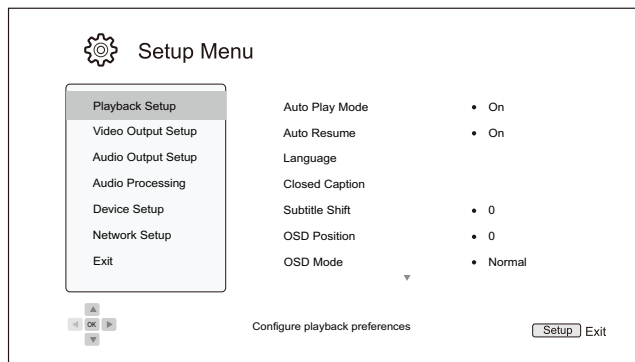 Setup Menu
Playback Setup
Video Output Setup
Audio Output Setup
Audio Processing
Device Setup
Network Setup
Exit
Auto Play Mode • On
Auto Resume • On
Language
Closed Caption
Subtitle Shift • 0
OSD Position • 0
OSD Mode • Normal
OK
Configure playback preferences
Setup Exit